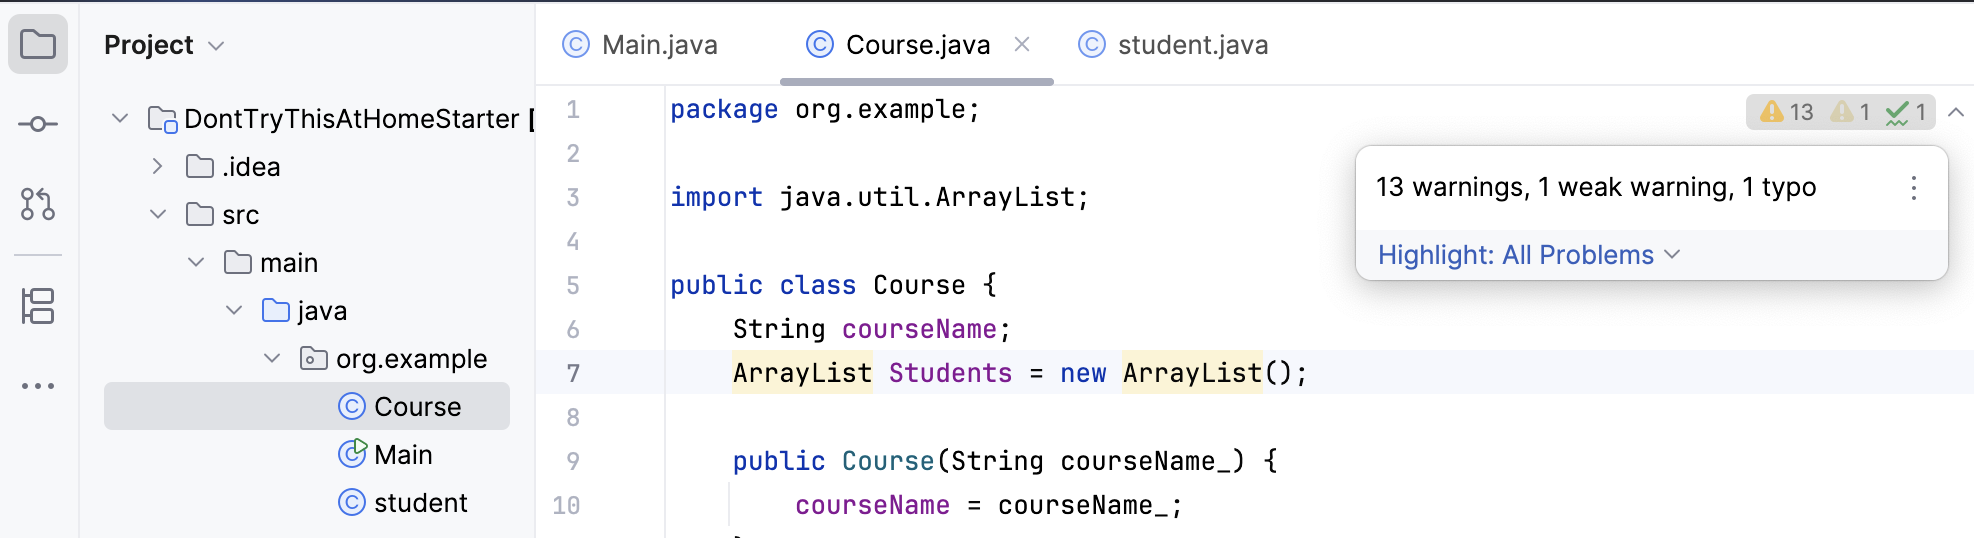 Project
Main.java
Course.java
student.java
DontTryThisAtHomeStarter [
.idea
src
main
java
org.example
Course
Main
student
1 package org.example;
2
3 import java.util.ArrayList;
4
5 public class Course {
6 String courseName;
7 ArrayList Students = new ArrayList();
8
9 public Course(String courseName_) {
10 courseName = courseName_;
13 1 1
13 warnings, 1 weak warning, 1 typo
Highlight: All Problems